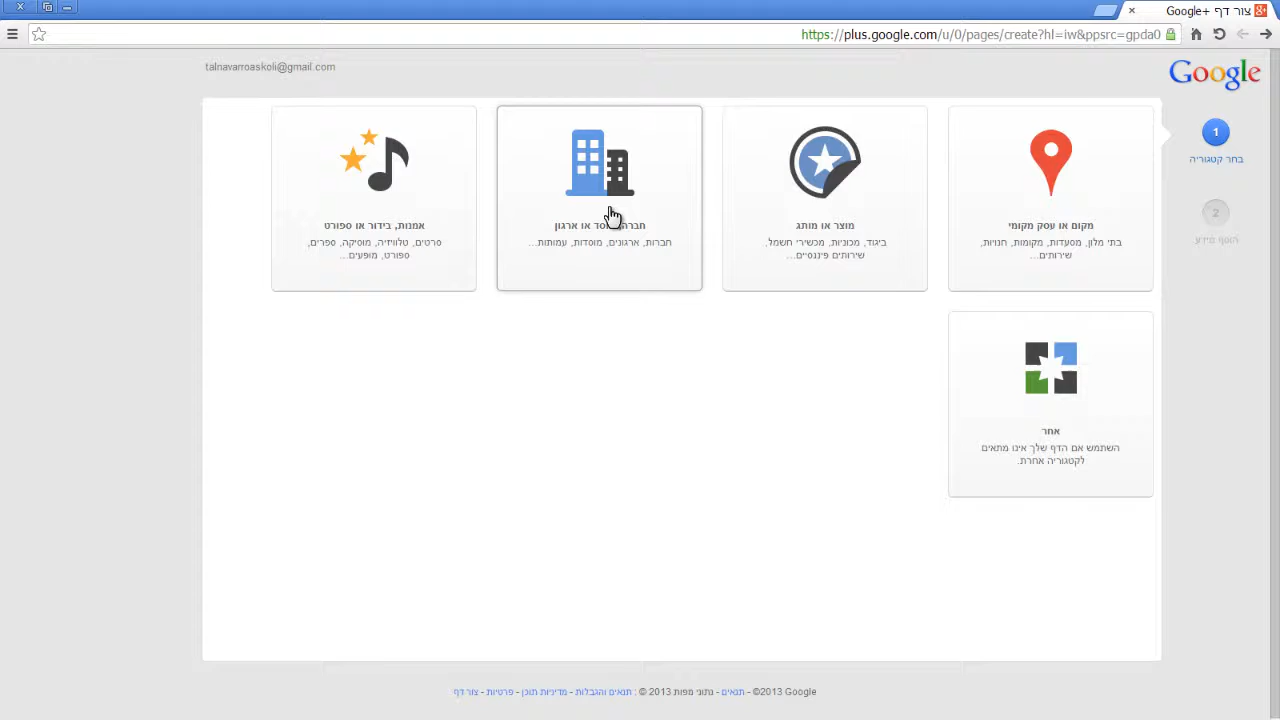 צור דף Google+
https://plus.google.com/u/0/pages/create?hl=iw&ppsrc=gpda0
Google
talnavarroaskoli@gmail.com
1
בחר קטגוריה
2
הוסף מידע
מקום או עסק מקומי
בתי מלון, מסעדות, מקומות, חנויות,
שירותים...
מוצר או מותג
ביגוד, מכוניות, מכשירי חשמל,
שירותים פיננסיים...
חברה, מוסד או ארגון
חברות, ארגונים, מוסדות, עמותות...
אמנות, בידור או ספורט
סרטים, טלוויזיה, מוסיקה, ספרים,
ספורט, מופעים...
אחר
השתמש אם הדף שלך אינו מתאים
לקטגוריה אחרת.
©2013 Google - תנאים - נתוני מפות 2013 © : תנאים והגבלות - מדיניות תוכן - פרטיות - צור דף